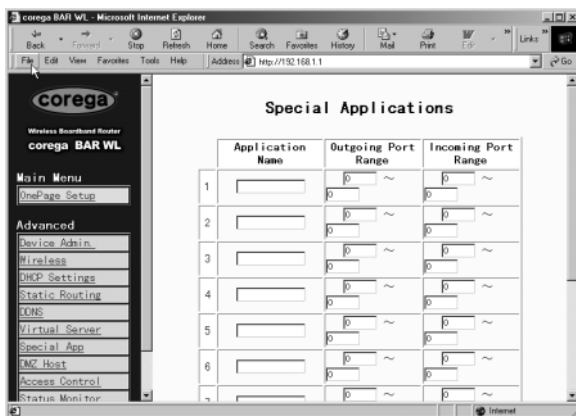 corega BAR WL - Microsoft Internet Explorer
Back Forward Stop Refresh Home Search Favorites History Mail Print Edit Links
File Edit View Favorites Tools Help Address http://192.168.1.1 Go
corega
Wireless Boardband Router
corega BAR WL
Main Menu
OnePage Setup
Advanced
Device Admin.
Wireless
DHCP Settings
Static Routing
DDNS
Virtual Server
Special App
DMZ Host
Access Control
Status Monitor
Special Applications
Application Name Outgoing Port Range Incoming Port Range
1 0 ~ 0 0 ~ 0
2 0 ~ 0 0 ~ 0
3 0 ~ 0 0 ~ 0
4 0 ~ 0 0 ~ 0
5 0 ~ 0 0 ~ 0
6 0 ~ 0 0 ~ 0
7 0 ~ 0 ~
Internet